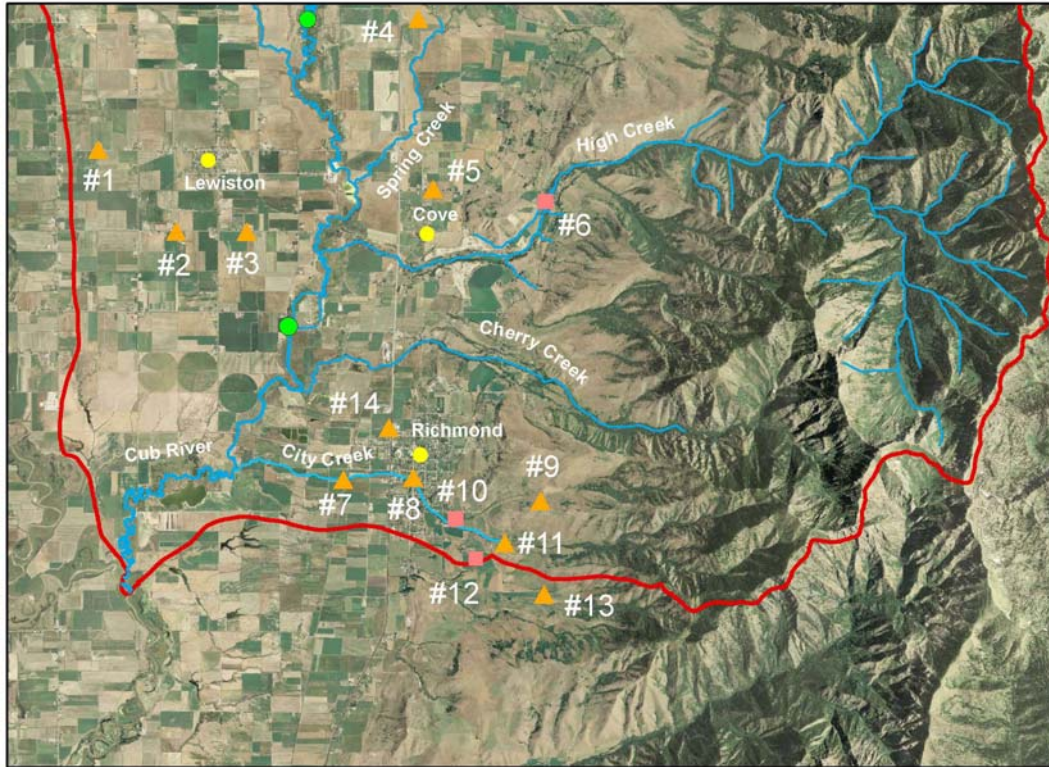 #4
Spring Creek
High Creek
#1
Lewiston
#5
Cove
#6
#2
#3
Cherry Creek
#14
Richmond
Cub River
City Creek
#9
#10
#7
#8
#11
#12
#13